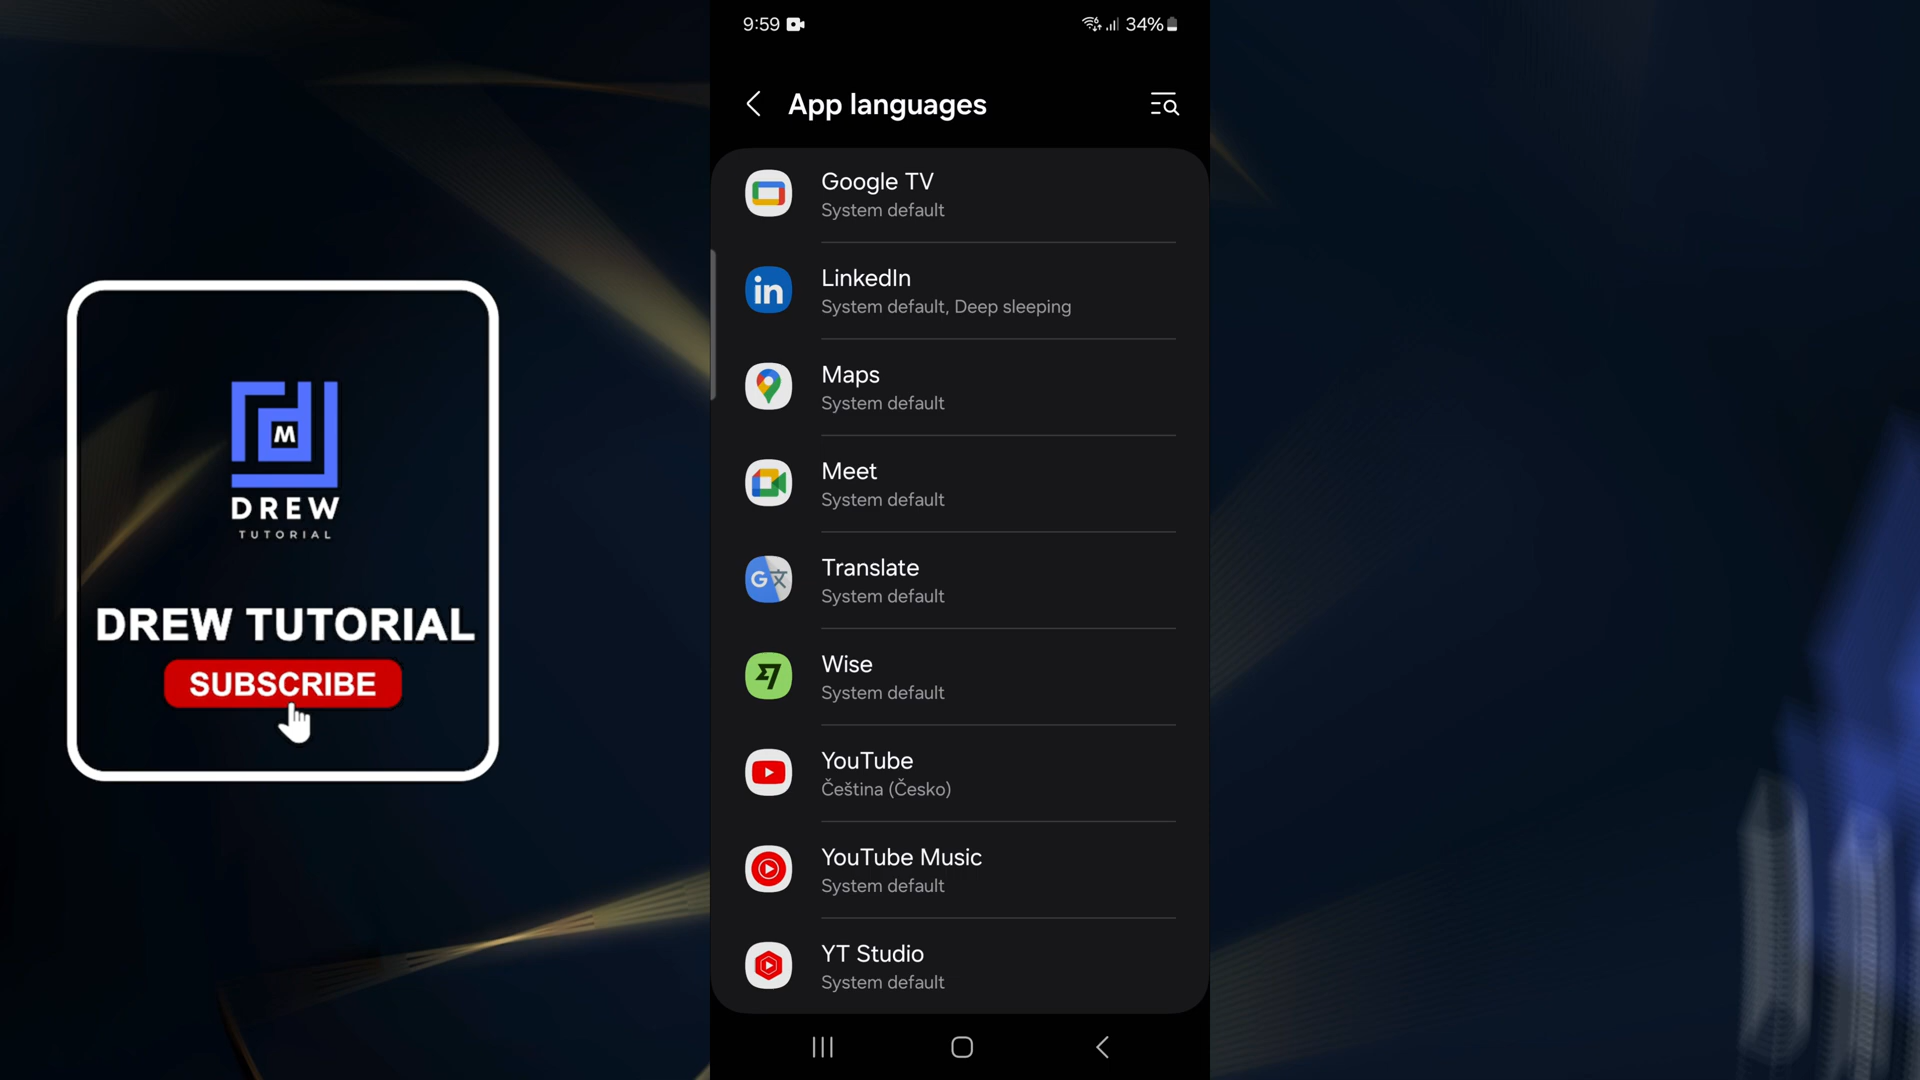 9:59
34%
App languages
Google TV
System default
LinkedIn
System default, Deep sleeping
Maps
System default
Meet
System default
Translate
System default
Wise
System default
YouTube
Čeština (Česko)
YouTube Music
System default
YT Studio
System default
M
DREW
TUTORIAL
DREW TUTORIAL
SUBSCRIBE